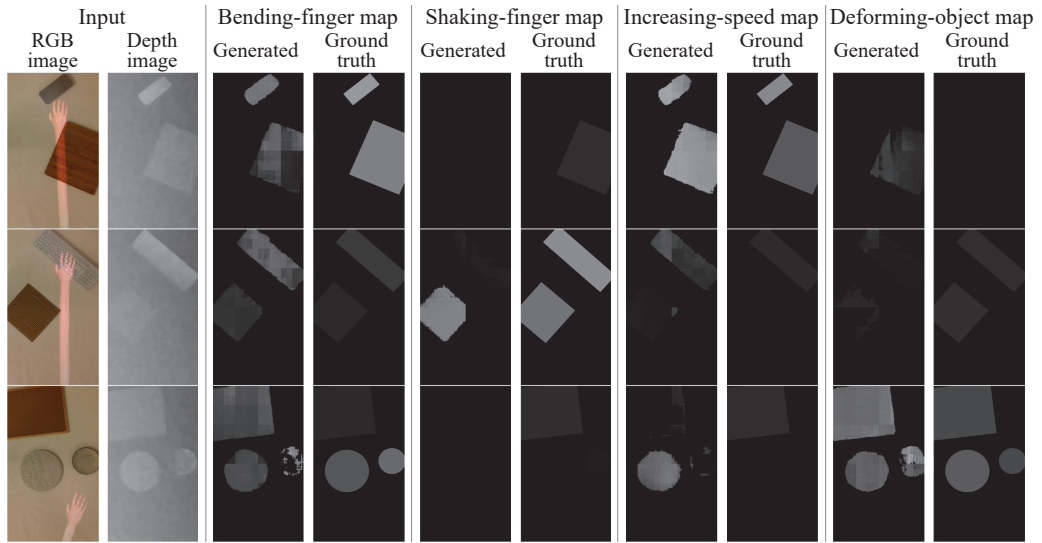 Input
Bending-finger map
Shaking-finger map
Increasing-speed map
Deforming-object map
RGB
image
Depth
image
Generated
Ground
truth
Generated
Ground
truth
Generated
Ground
truth
Generated
Ground
truth